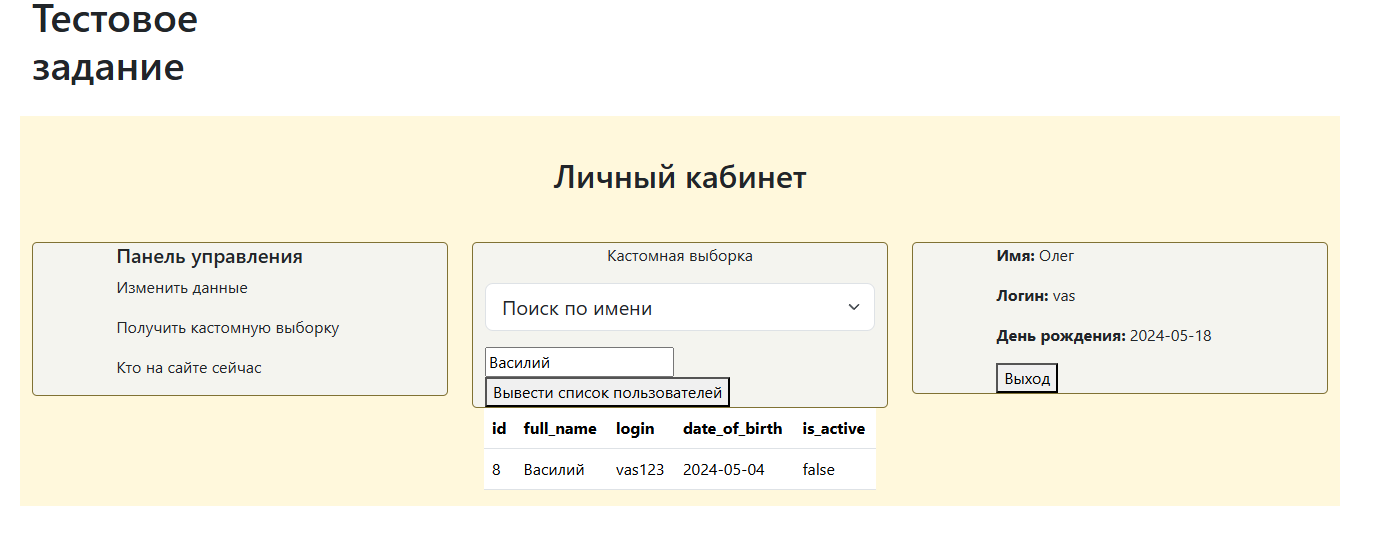 Тестовое
задание
Личный кабинет
Панель управления
Изменить данные
Получить кастомную выборку
Кто на сайте сейчас
Кастомная выборка
Поиск по имени
Василий
Вывести список пользователей
id full_name login date_of_birth is_active
8 Василий vas123 2024-05-04 false
Имя: Олег
Логин: vas
День рождения: 2024-05-18
Выход